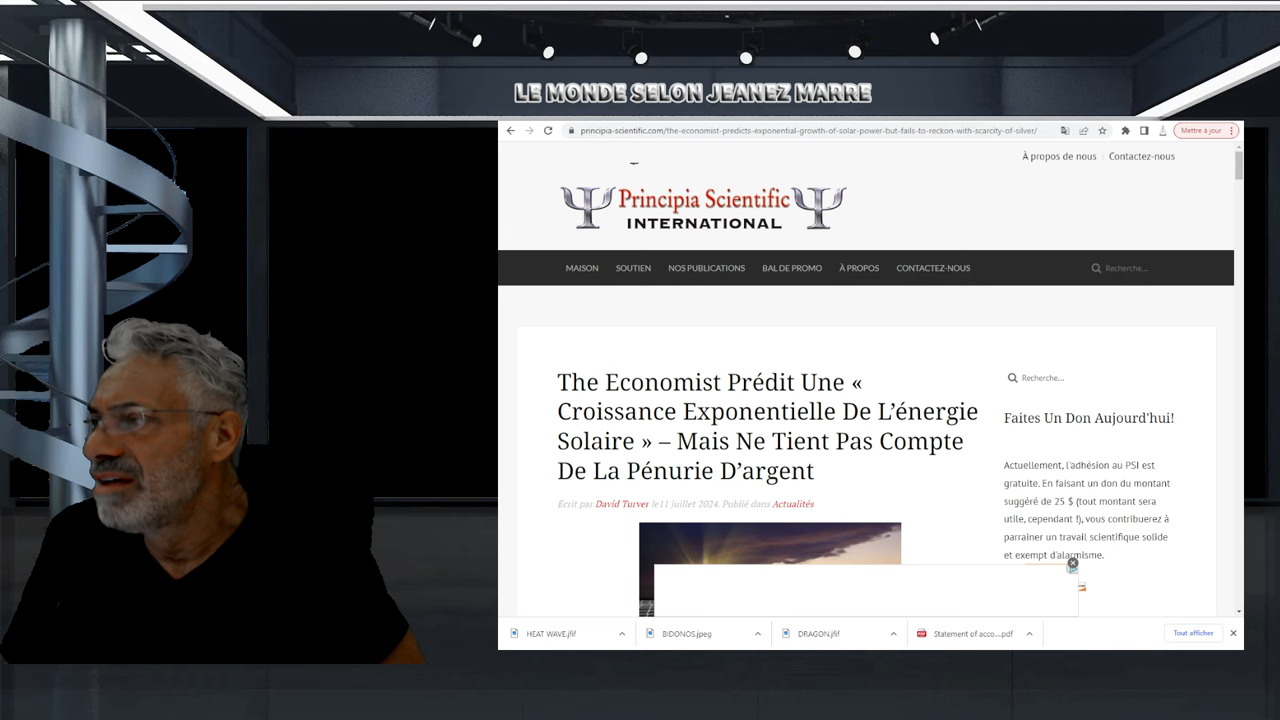 LE MONDE SELON JEANEZ MARRE
principia-scientific.com/the-economist-predicts-exponential-growth-of-solar-power-but-fails-to-reckon-with-scarcity-of-silver/
Mettre à jour
À propos de nous
Contactez-nous
Principia Scientific
INTERNATIONAL
MAISON
SOUTIEN
NOS PUBLICATIONS
BAL DE PROMO
À PROPOS
CONTACTEZ-NOUS
Recherche...
The Economist Prédit Une «
Croissance Exponentielle De L'énergie
Solaire » – Mais Ne Tient Pas Compte
De La Pénurie D'argent
Écrit par David Turver le11 juillet 2024. Publié dans Actualités
Recherche...
Faites Un Don Aujourd'hui!
Actuellement, l'adhésion au PSI est
gratuite. En faisant un don du montant
suggéré de 25 $ (tout montant sera
utile, cependant !), vous contribuerez à
parrainer un travail scientifique solide
et exempt d'alarmisme.
HEAT WAVE.jfif
BIDONOS.jpeg
DRAGON.jfif
Statement of acco....pdf
Tout afficher